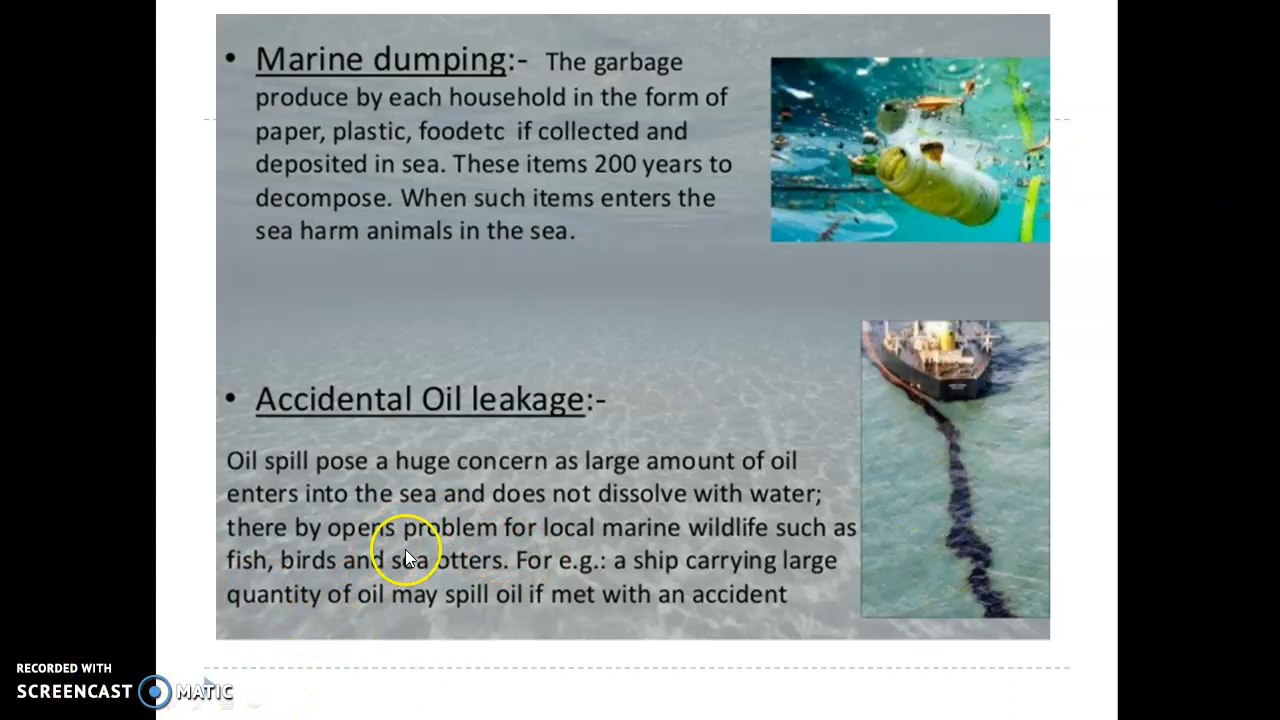 • Marine dumping:- The garbage
produce by each household in the form of
paper, plastic, foodetc if collected and
deposited in sea. These items 200 years to
decompose. When such items enters the
sea harm animals in the sea.
• Accidental Oil leakage:-
Oil spill pose a huge concern as large amount of oil
enters into the sea and does not dissolve with water;
there by opens problem for local marine wildlife such as
fish, birds and sea otters. For e.g.: a ship carrying large
quantity of oil may spill oil if met with an accident
RECORDED WITH
SCREENCAST MATIC